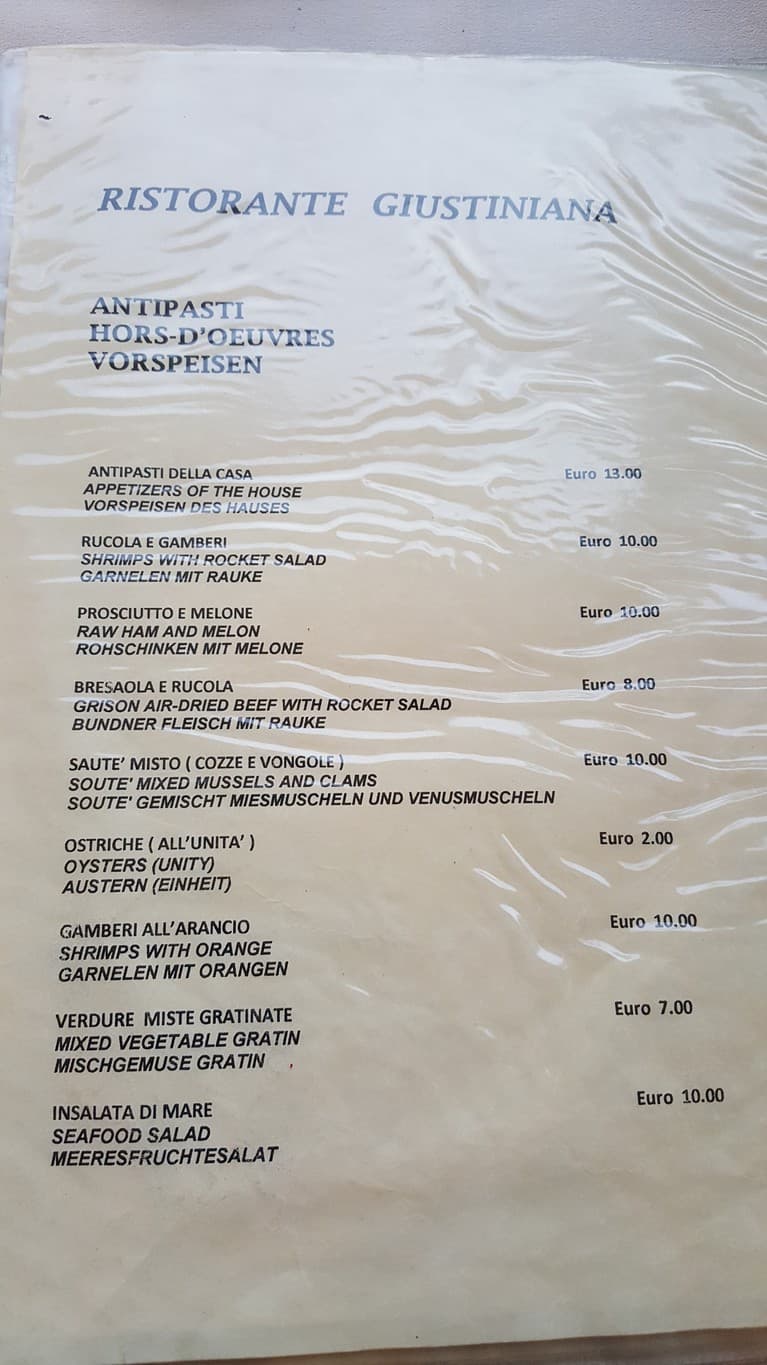 RISTORANTE GIUSTINIANA
ANTIPASTI
HORS-D'OEUVRES
VORSPEISEN
ANTIPASTI DELLA CASA Euro 13.00
APPETIZERS OF THE HOUSE
VORSPEISEN DES HAUSES
RUCOLA E GAMBERI Euro 10.00
SHRIMPS WITH ROCKET SALAD
GARNELEN MIT RAUKE
PROSCIUTTO E MELONE Euro 10.00
RAW HAM AND MELON
ROHSCHINKEN MIT MELONE
BRESAOLA E RUCOLA Euro 8.00
GRISON AIR-DRIED BEEF WITH ROCKET SALAD
BUNDNER FLEISCH MIT RAUKE
SAUTE' MISTO ( COZZE E VONGOLE ) Euro 10.00
SOUTE' MIXED MUSSELS AND CLAMS
SOUTE' GEMISCHT MIESMUSCHELN UND VENUSMUSCHELN
OSTRICHE ( ALL'UNITA' ) Euro 2.00
OYSTERS (UNITY)
AUSTERN (EINHEIT)
GAMBERI ALL'ARANCIO Euro 10.00
SHRIMPS WITH ORANGE
GARNELEN MIT ORANGEN
VERDURE MISTE GRATINATE Euro 7.00
MIXED VEGETABLE GRATIN
MISCHGEMUSE GRATIN
INSALATA DI MARE Euro 10.00
SEAFOOD SALAD
MEERESFRUCHTESALAT